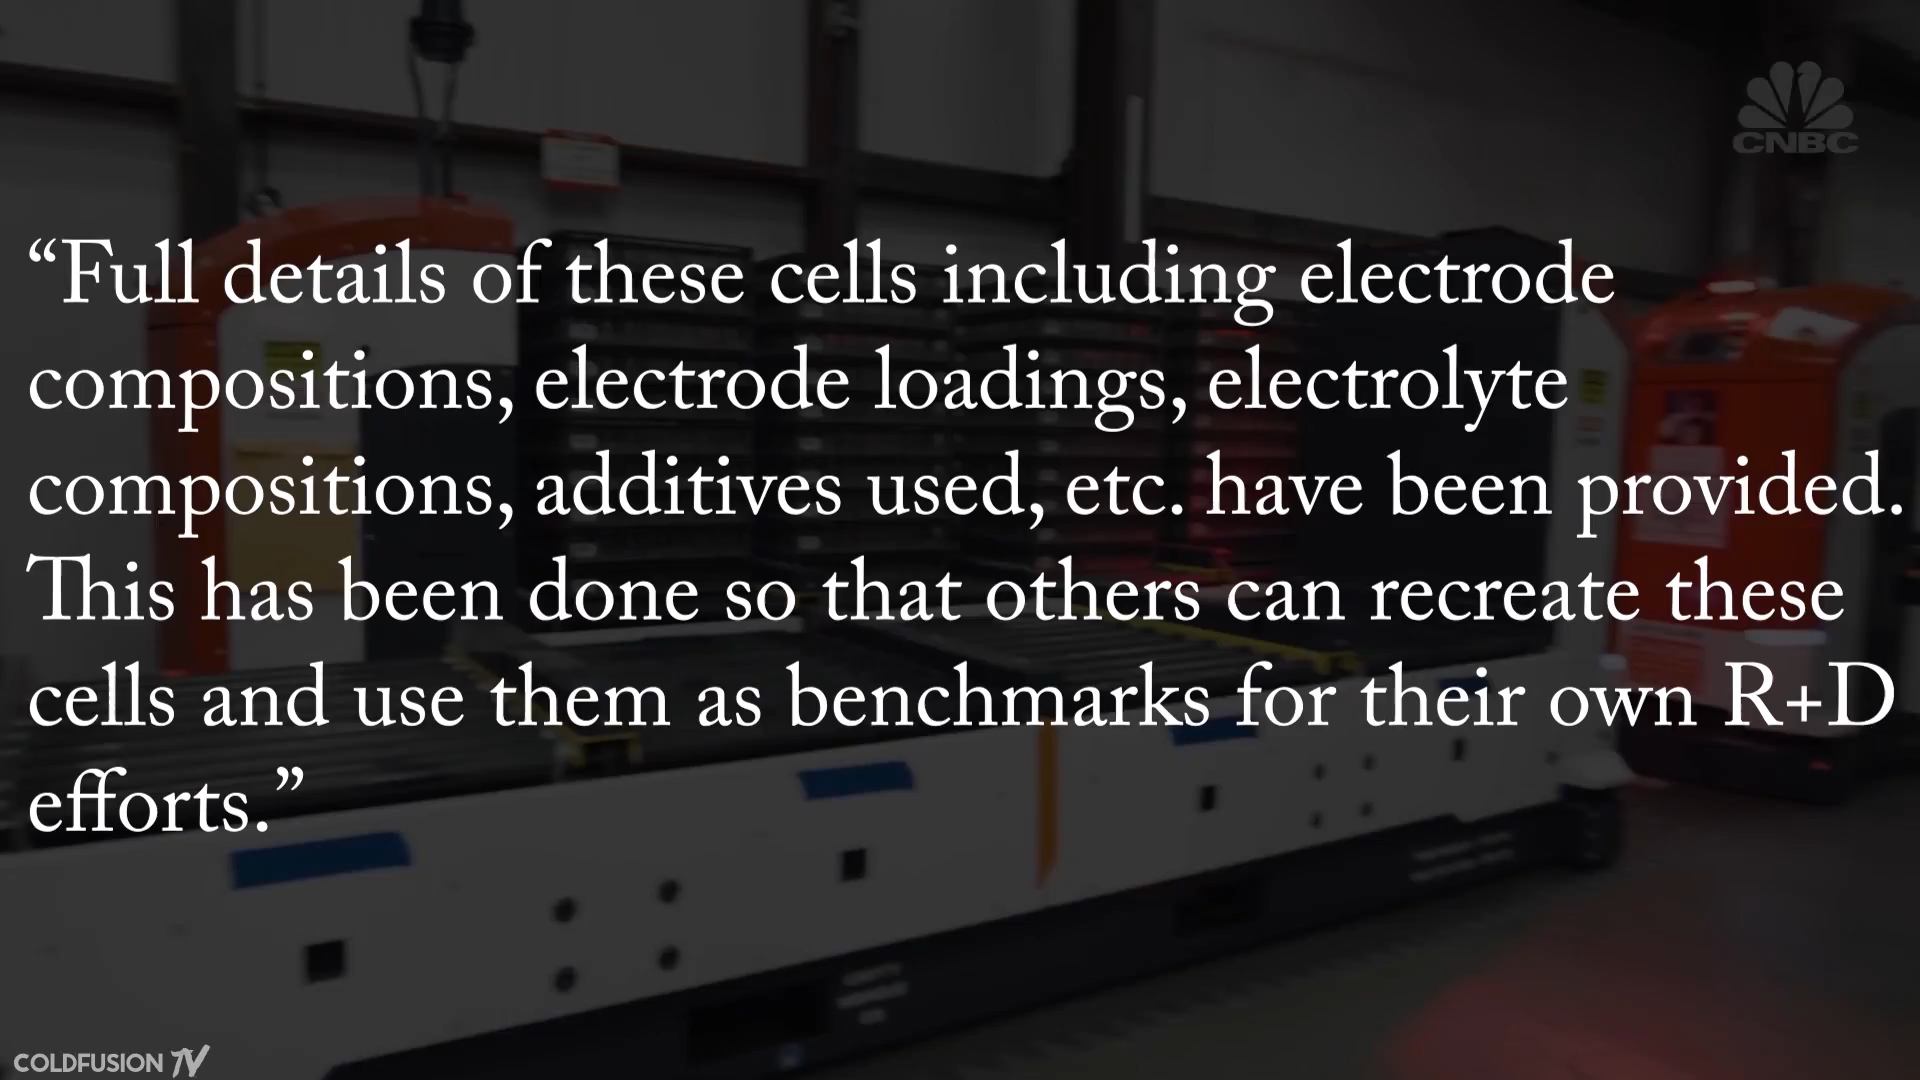 CNBC
“Full details of these cells including electrode
compositions, electrode loadings, electrolyte
compositions, additives used, etc. have been provided.
This has been done so that others can recreate these
cells and use them as benchmarks for their own R+D
efforts.”
COLDFUSION TV